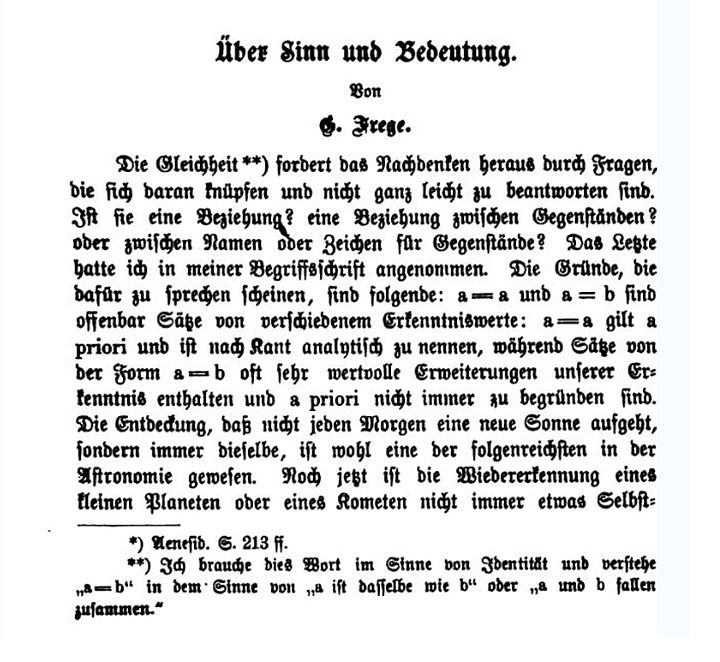 Über Sinn und Bedeutung.
Von
G. Frege.
Die Gleichheit **) fordert das Nachdenken heraus durch Fragen,
die sich daran knüpfen und nicht ganz leicht zu beantworten sind.
Ist sie eine Beziehung? eine Beziehung zwischen Gegenständen?
oder zwischen Namen oder Zeichen für Gegenstände? Das Letzte
hatte ich in meiner Begriffsschrift angenommen. Die Gründe, die
dafür zu sprechen scheinen, sind folgende: a = a und a = b sind
offenbar Sätze von verschiedenem Erkenntniswerte: a = a gilt a
priori und ist nach Kant analytisch zu nennen, während Sätze von
der Form a = b oft sehr wertvolle Erweiterungen unserer Er-
kenntnis enthalten und a priori nicht immer zu begründen sind.
Die Entdeckung, daß nicht jeden Morgen eine neue Sonne aufgeht,
sondern immer dieselbe, ist wohl eine der folgenreichsten in der
Astronomie gewesen. Noch jetzt ist die Wiedererkennung eines
kleinen Planeten oder eines Kometen nicht immer etwas Selbst-
*) Aenesid. S. 213 ff.
**) Ich brauche dies Wort im Sinne von Identität und verstehe
„a = b“ in dem Sinne von „a ist dasselbe wie b“ oder „a und b fallen
zusammen.“